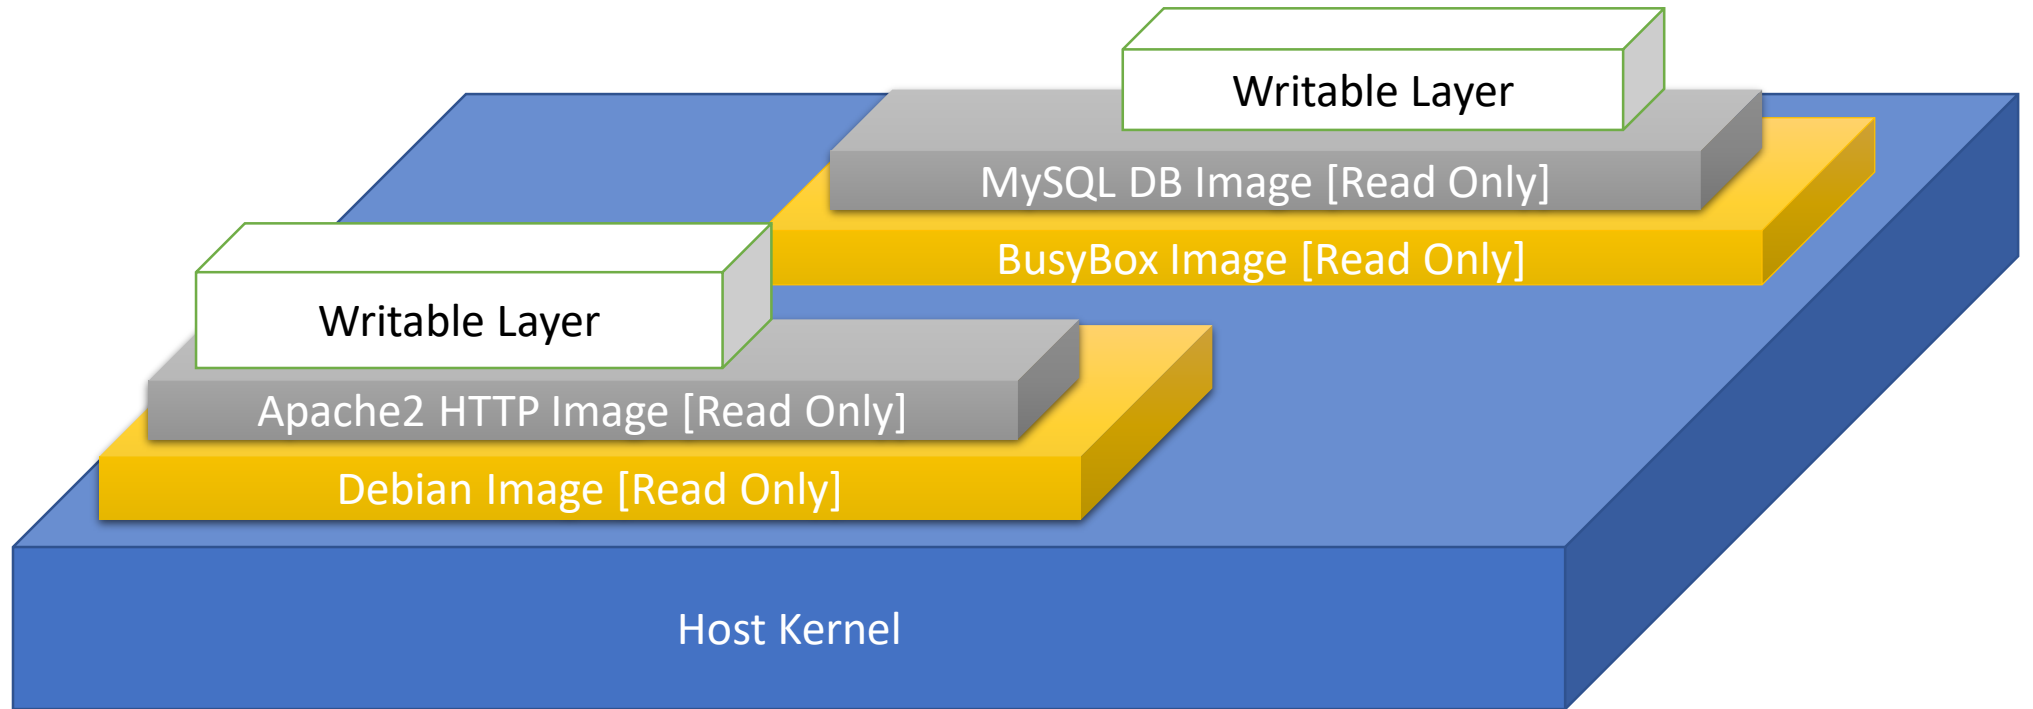 Writable Layer
MySQL DB Image [Read Only]
BusyBox Image [Read Only]
Writable Layer
Apache2 HTTP Image [Read Only]
Debian Image [Read Only]
Host Kernel